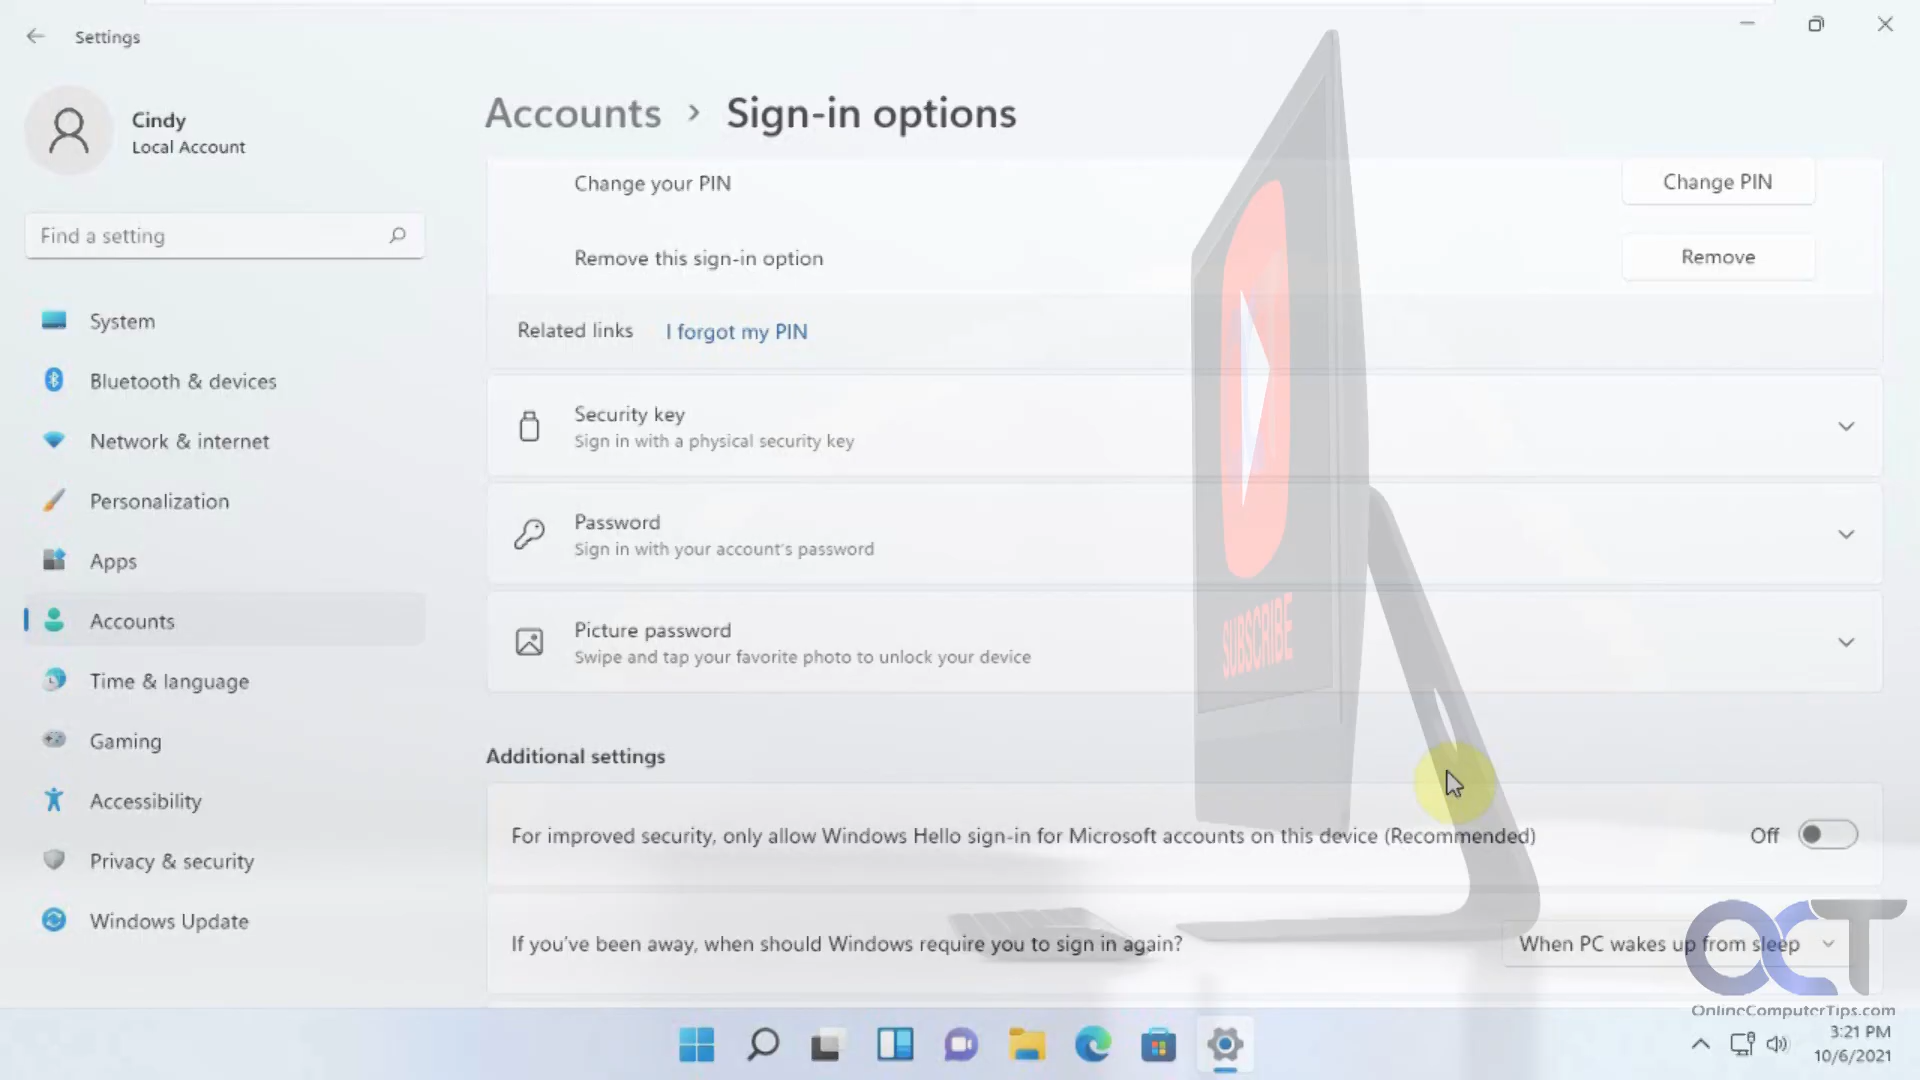 Settings
Cindy
Local Account
Find a setting
System
Bluetooth & devices
Network & internet
Personalization
Apps
Accounts
Time & language
Gaming
Accessibility
Privacy & security
Windows Update
Accounts > Sign-in options
Change your PIN
Change PIN
Remove this sign-in option
Remove
Related links I forgot my PIN
Security key
Sign in with a physical security key
Password
Sign in with your account's password
Picture password
Swipe and tap your favorite photo to unlock your device
SUBSCRIBE
Additional settings
For improved security, only allow Windows Hello sign-in for Microsoft accounts on this device (Recommended)
Off
If you've been away, when should Windows require you to sign in again?
When PC wakes up from sleep
OCT
OnlineComputerTips.com
3:21 PM
10/6/2021